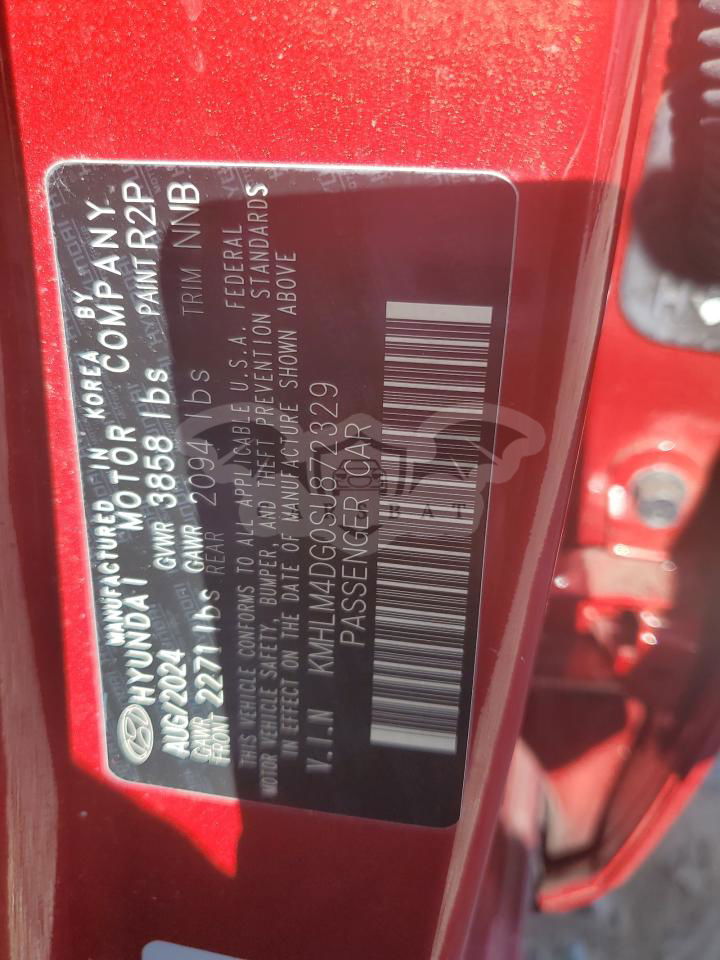 MANUFACTURED IN KOREA BY
HYUNDAI MOTOR COMPANY
AUG/2024 GVWR 3858 lbs PAINT R2P
GAWR FRONT 2271 lbs GAWR REAR 2094 lbs TRIM NNB
THIS VEHICLE CONFORMS TO ALL APPLICABLE U.S.A. FEDERAL
MOTOR VEHICLE SAFETY, BUMPER, AND THEFT PREVENTION STANDARDS
IN EFFECT ON THE DATE OF MANUFACTURE SHOWN ABOVE
V.I.N KMHLM4DG0SU872329
PASSENGER CAR